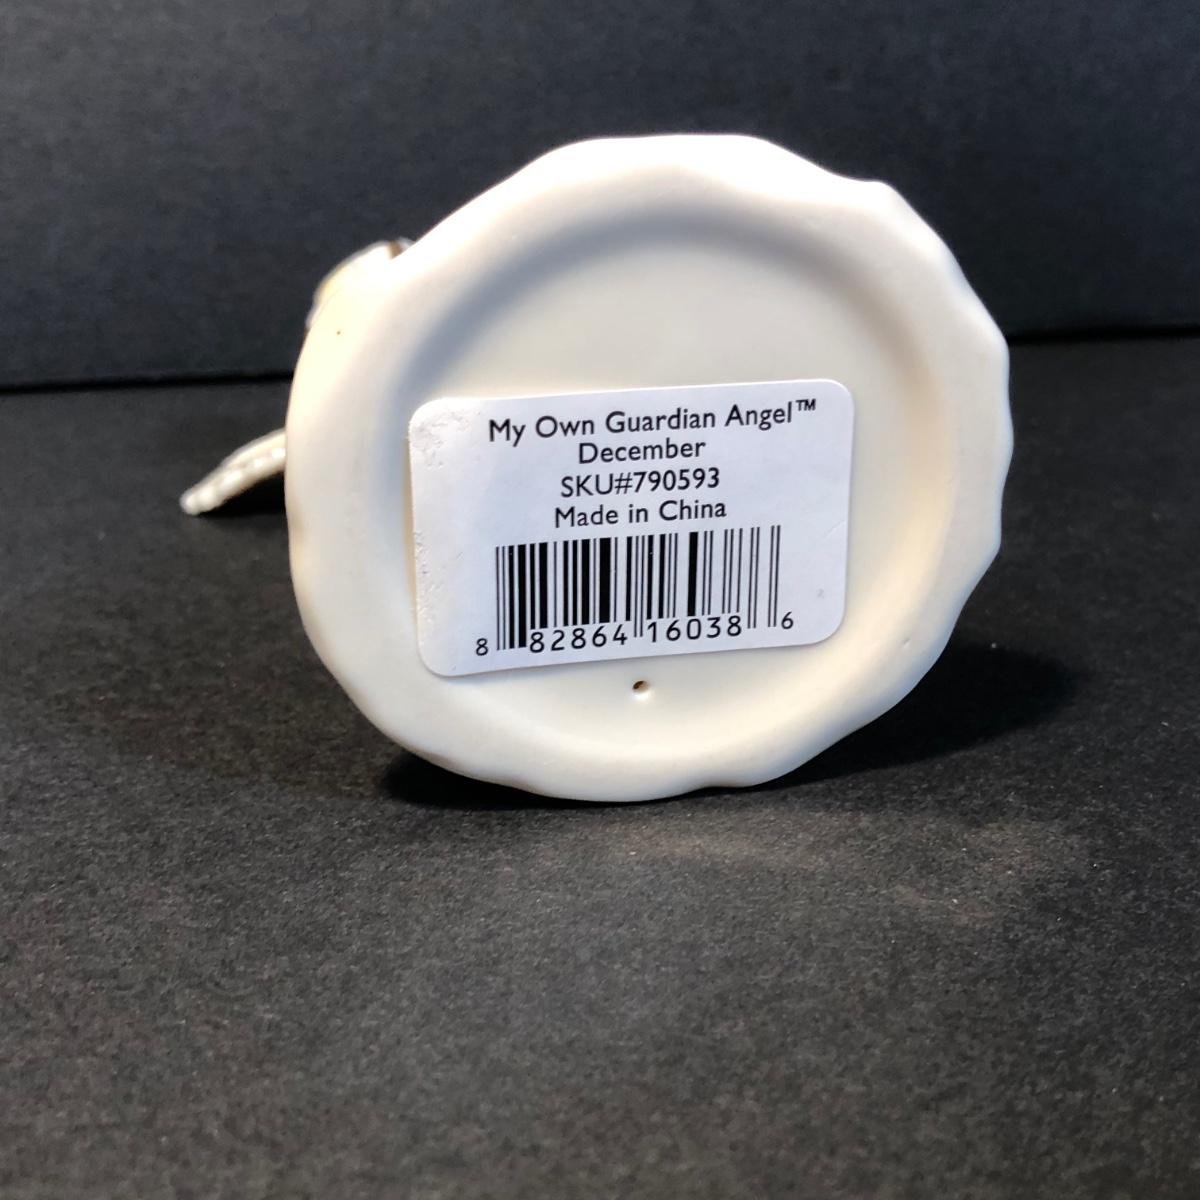 My Own Guardian Angel™
December
SKU#790593
Made in China
8 82864 16038 6